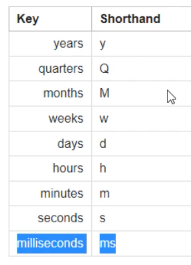 Key Shorthand
years y
quarters Q
months M
weeks w
days d
hours h
minutes m
seconds s
milliseconds ms